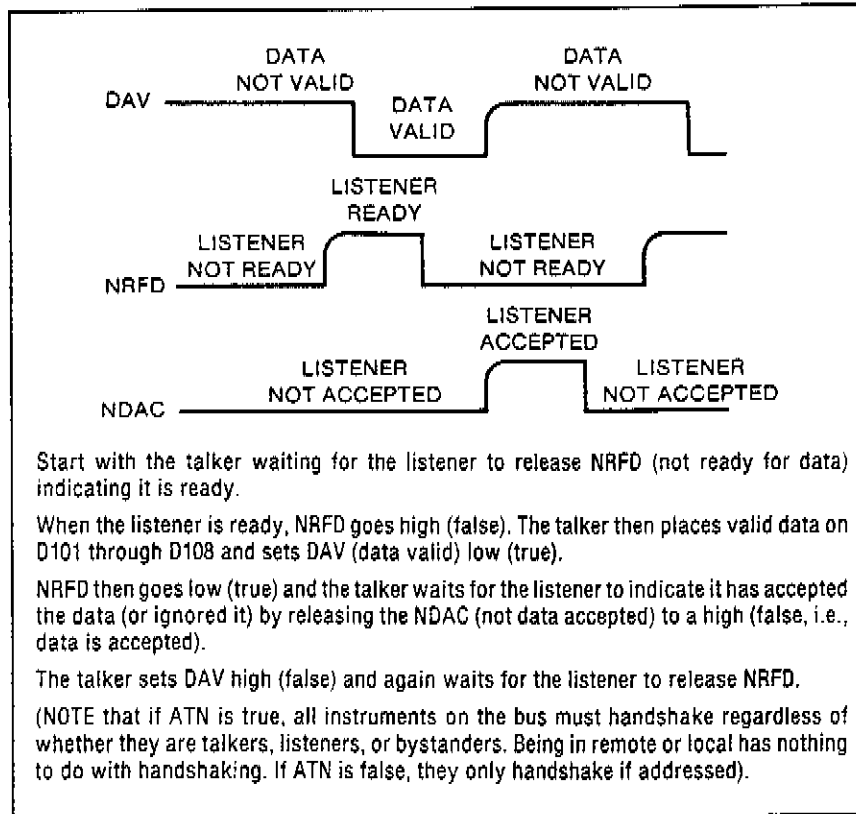 DATA
NOT VALID
DATA
NOT VALID
DAV
DATA
VALID
LISTENER
READY
LISTENER
NOT READY
LISTENER
NOT READY
NRFD
LISTENER
ACCEPTED
LISTENER
NOT ACCEPTED
LISTENER
NOT ACCEPTED
NDAC
Start with the talker waiting for the listener to release NRFD (not ready for data)
indicating it is ready.
When the listener is ready, NRFD goes high (false). The talker then places valid data on
D101 through D108 and sets DAV (data valid) low (true).
NRFD then goes low (true) and the talker waits for the listener to indicate it has accepted
the data (or ignored it) by releasing the NDAC (not data accepted) to a high (false, i.e.,
data is accepted).
The talker sets DAV high (false) and again waits for the listener to release NRFD.
(NOTE that if ATN is true, all instruments on the bus must handshake regardless of
whether they are talkers, listeners, or bystanders. Being in remote or local has nothing
to do with handshaking. If ATN is false, they only handshake if addressed).